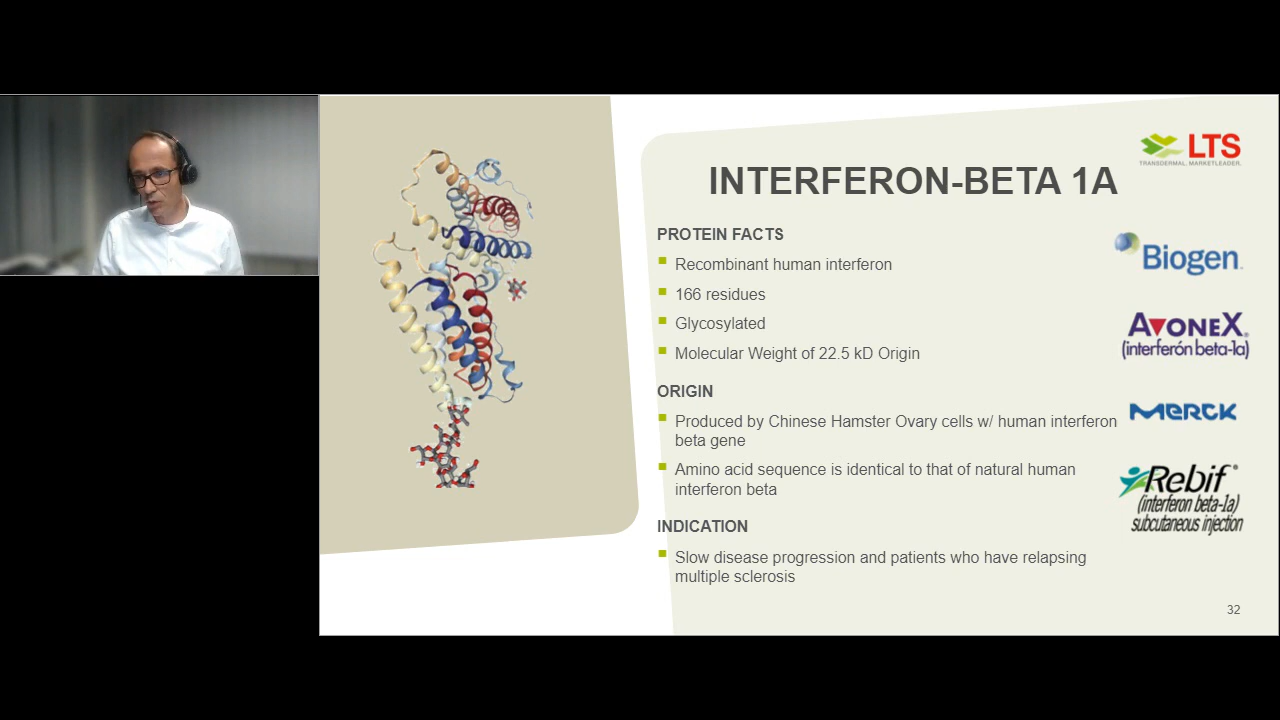 LTS
TRANSDERMAL. MARKETLEADER.
INTERFERON-BETA 1A
PROTEIN FACTS
Recombinant human interferon
166 residues
Glycosylated
Molecular Weight of 22.5 kD Origin
ORIGIN
Produced by Chinese Hamster Ovary cells w/ human interferon
beta gene
Amino acid sequence is identical to that of natural human
interferon beta
INDICATION
Slow disease progression and patients who have relapsing
multiple sclerosis
Biogen
AVONEX®
(interferón beta-1a)
MERCK
Rebif®
(interferon beta-1a)
subcutaneous injection
32